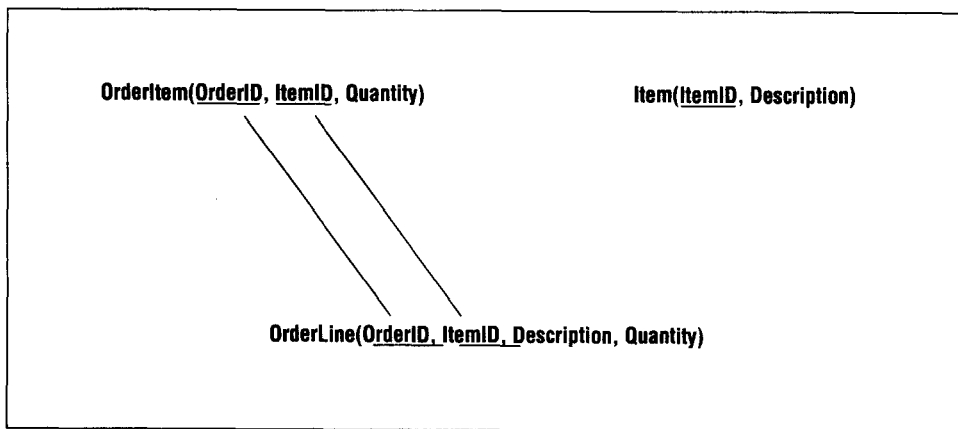 OrderItem(OrderID, ItemID, Quantity)
Item(ItemID, Description)
OrderLine(OrderID, ItemID, Description, Quantity)